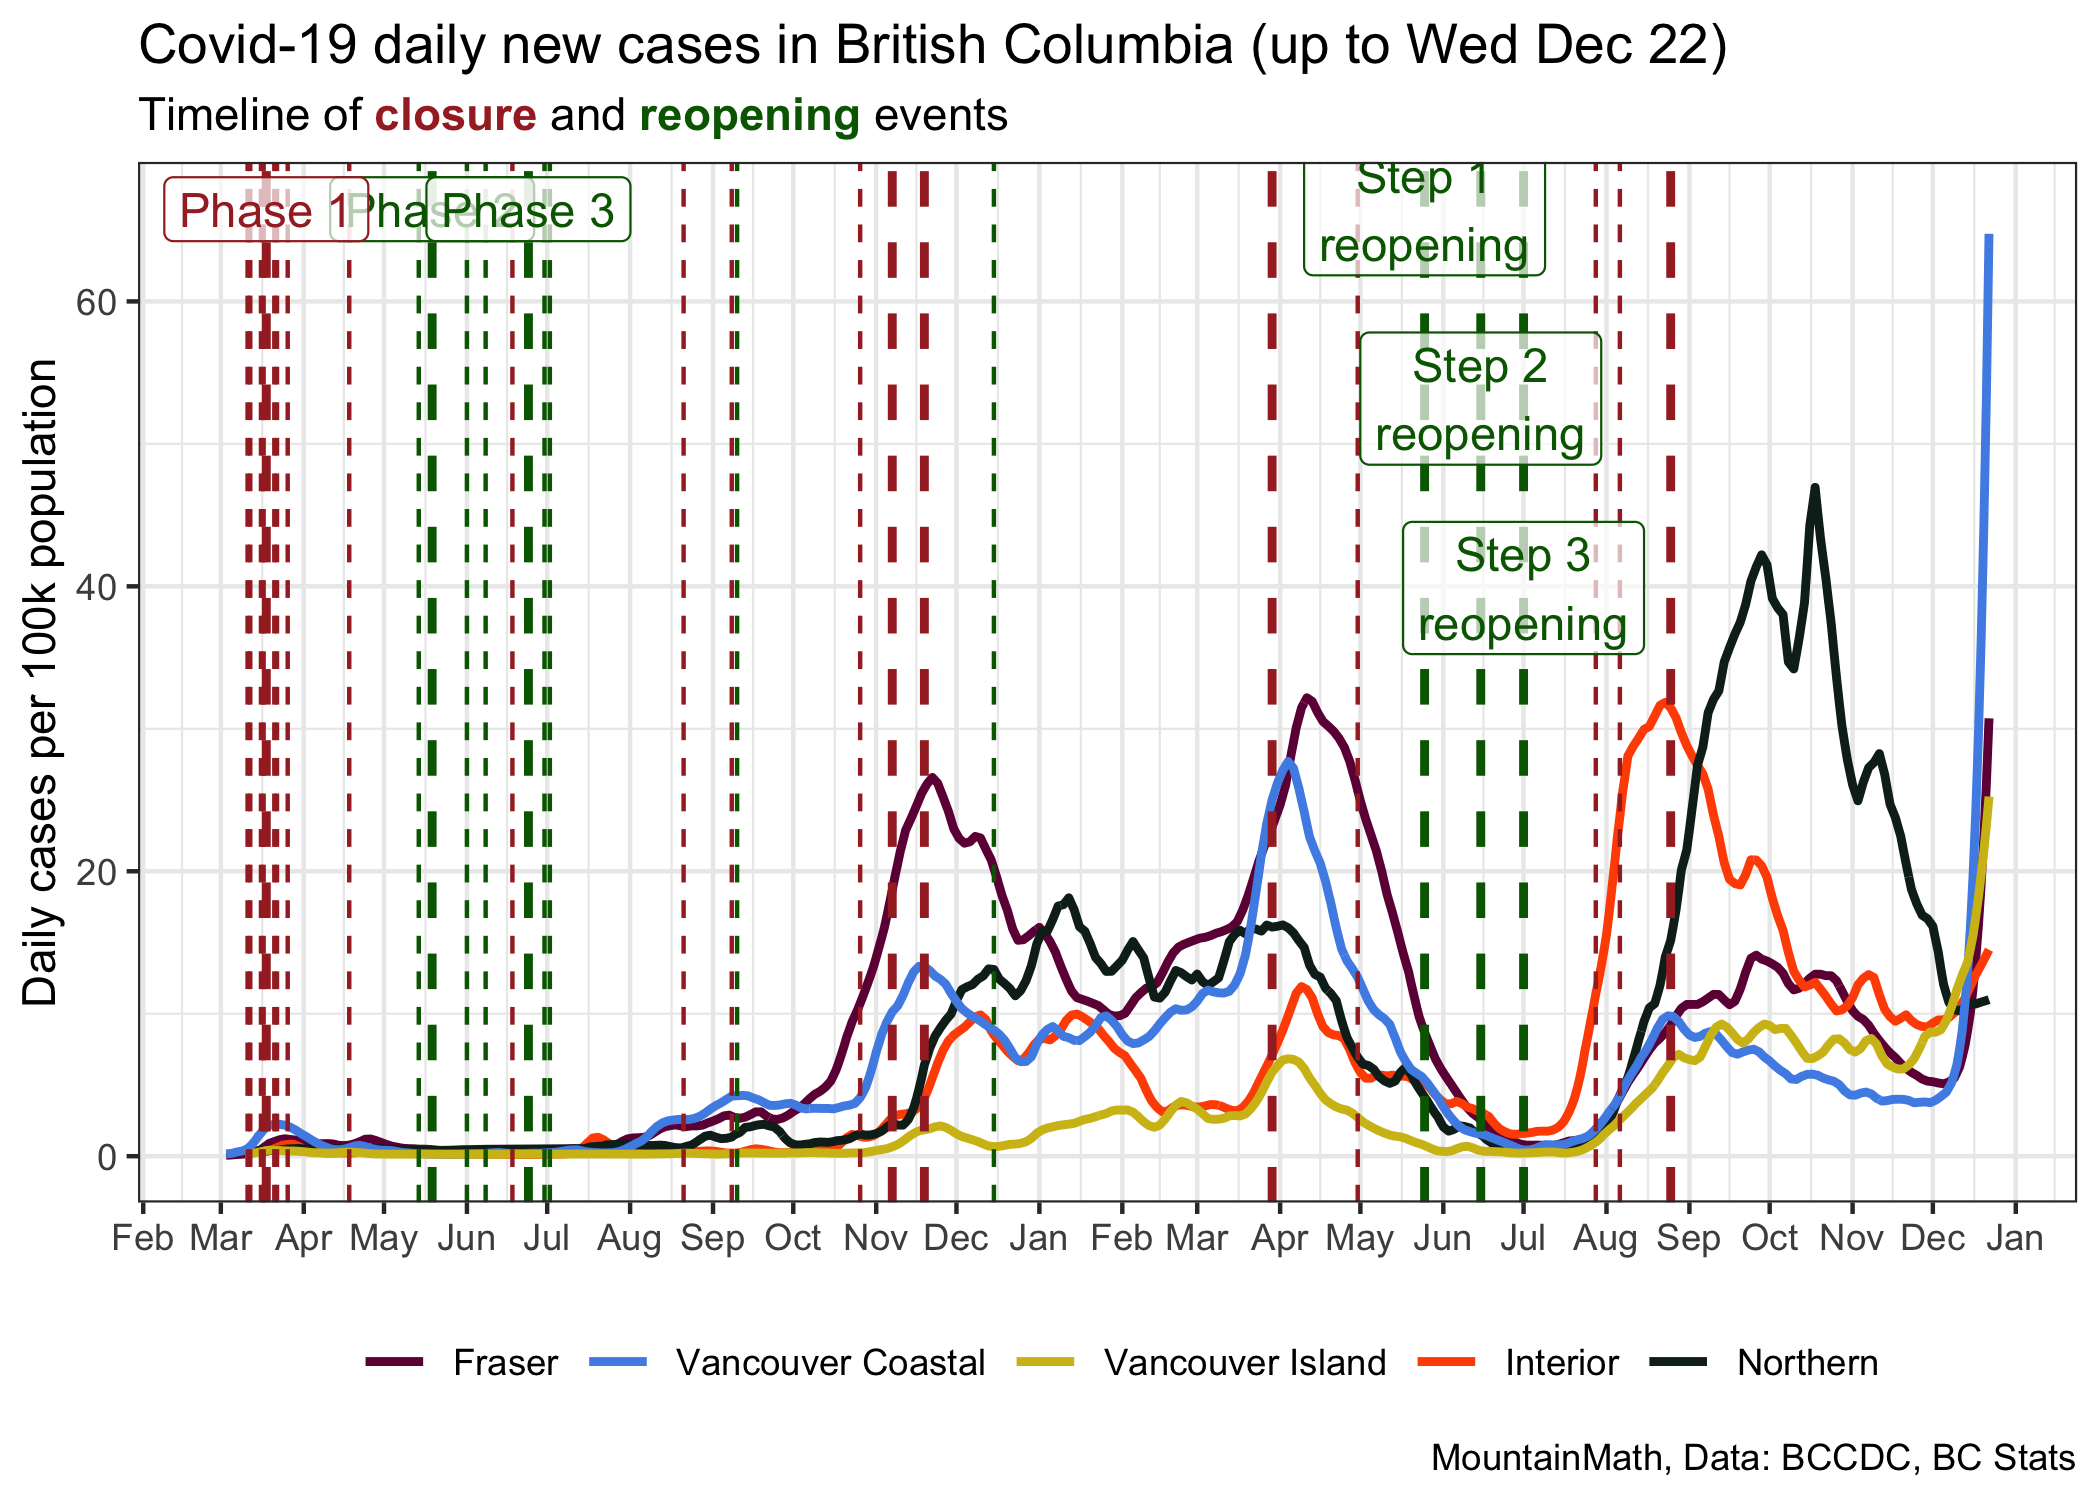 Covid-19 daily new cases in British Columbia (up to Wed Dec 22)
Timeline of closure and reopening events
Phase 1
Phase 2
Phase 3
Step 1
reopening
Step 2
reopening
Step 3
reopening
Daily cases per 100k population
60
40
20
0
Feb Mar Apr May Jun Jul Aug Sep Oct Nov Dec Jan Feb Mar Apr May Jun Jul Aug Sep Oct Nov Dec Jan
Fraser Vancouver Coastal Vancouver Island Interior Northern
MountainMath, Data: BCCDC, BC Stats